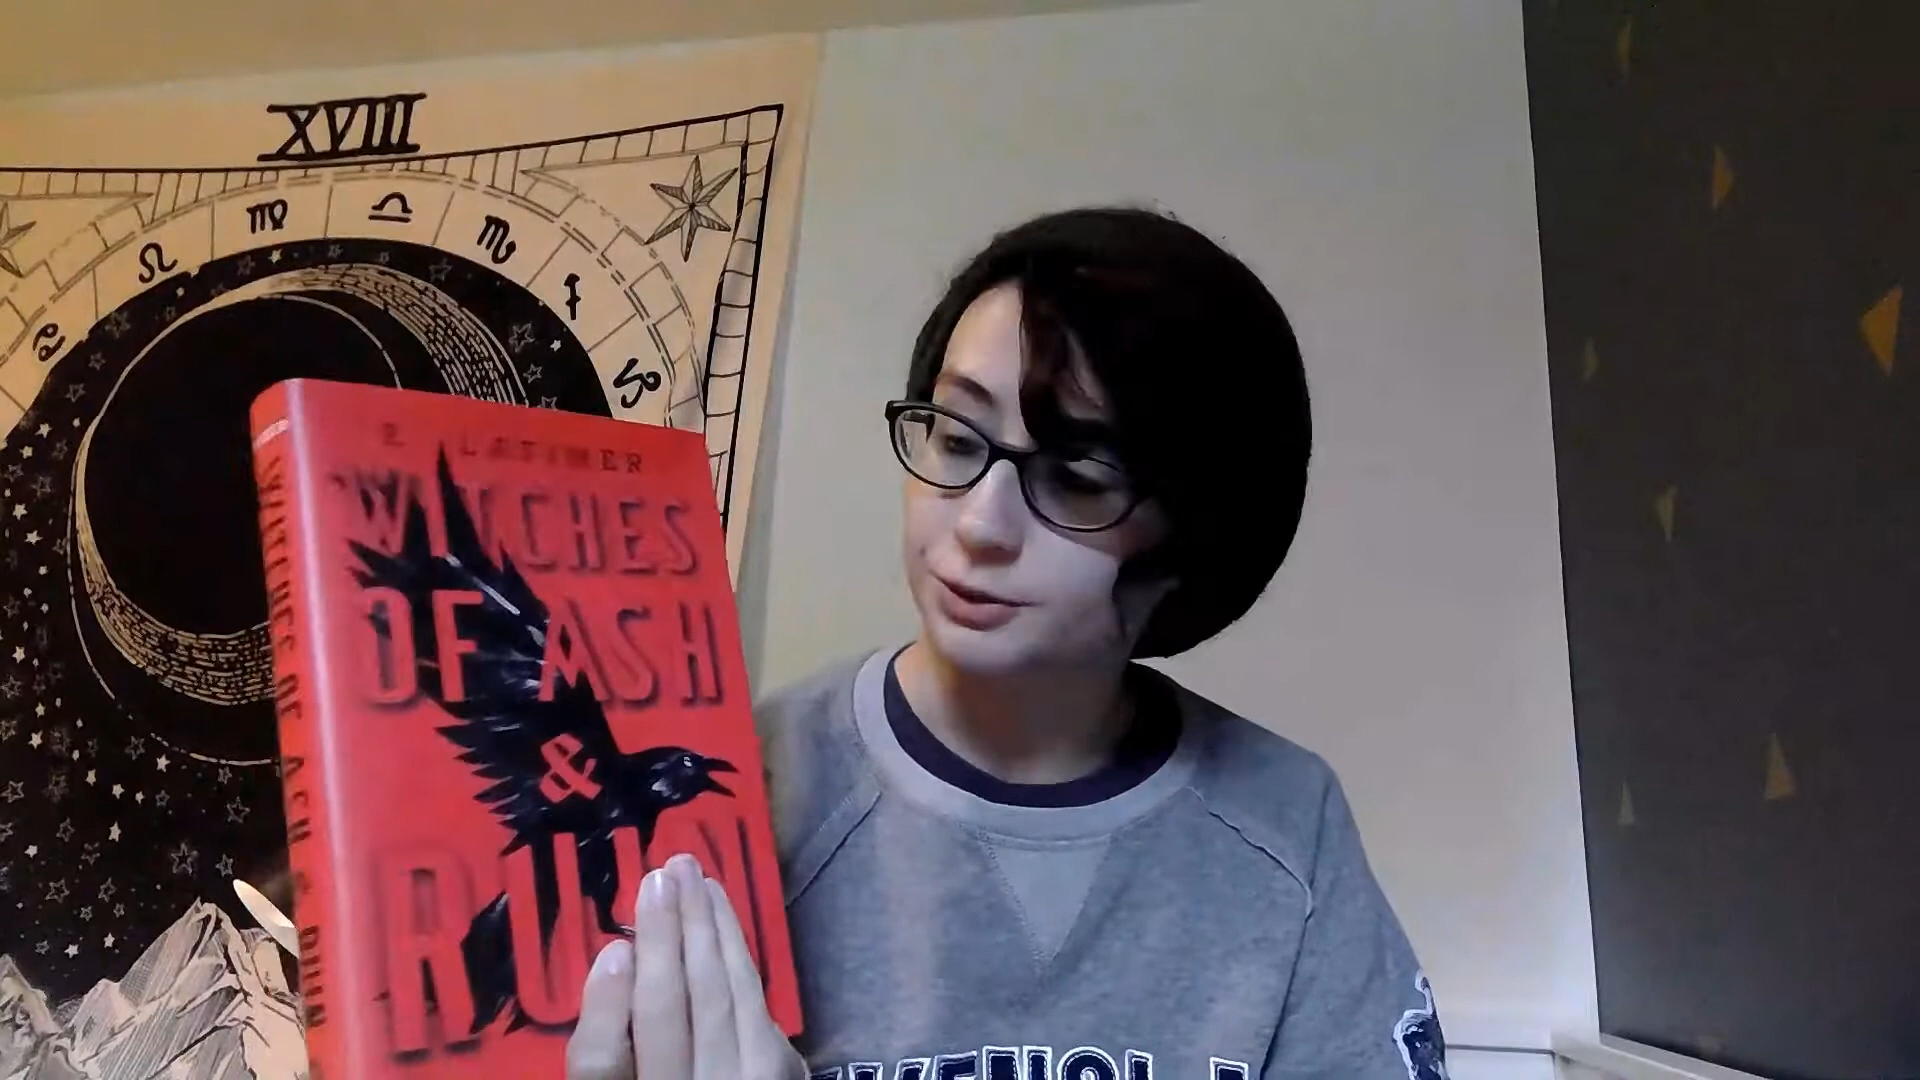 XVIII
E. LATIMER
WITCHES
OF ASH
&
RUIN
WITCHES OF ASH & RUIN